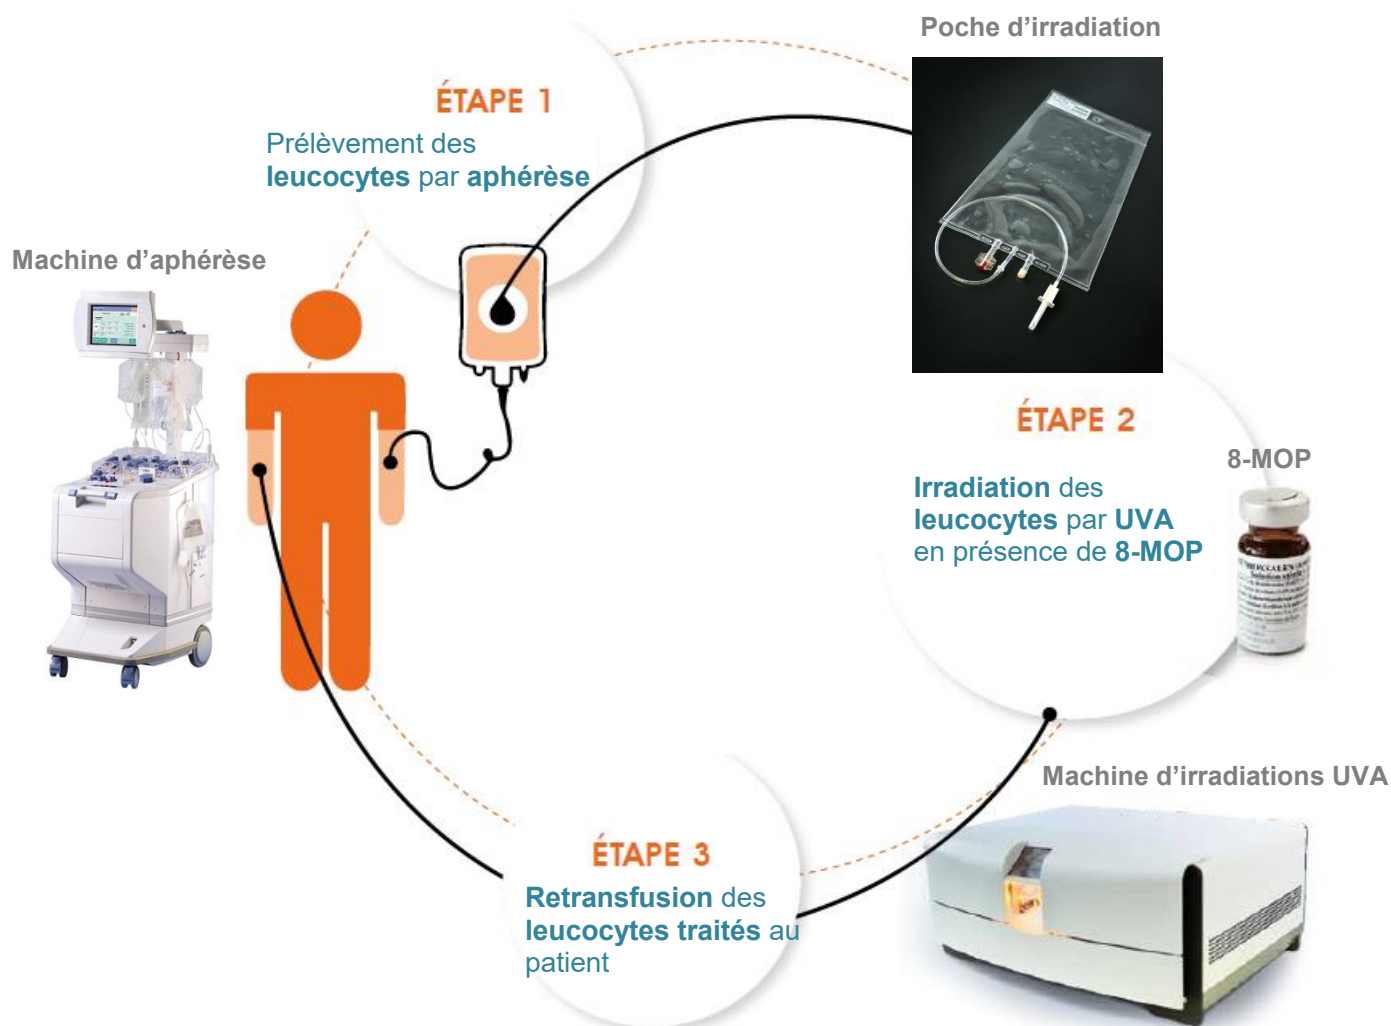 Poche d’irradiation
ÉTAPE 1
Prélèvement des
leucocytes par aphérèse
Machine d’aphérèse
ÉTAPE 2
8-MOP
Irradiation des
leucocytes par UVA
en présence de 8-MOP
Machine d’irradiations UVA
ÉTAPE 3
Retransfusion des
leucocytes traités au
patient